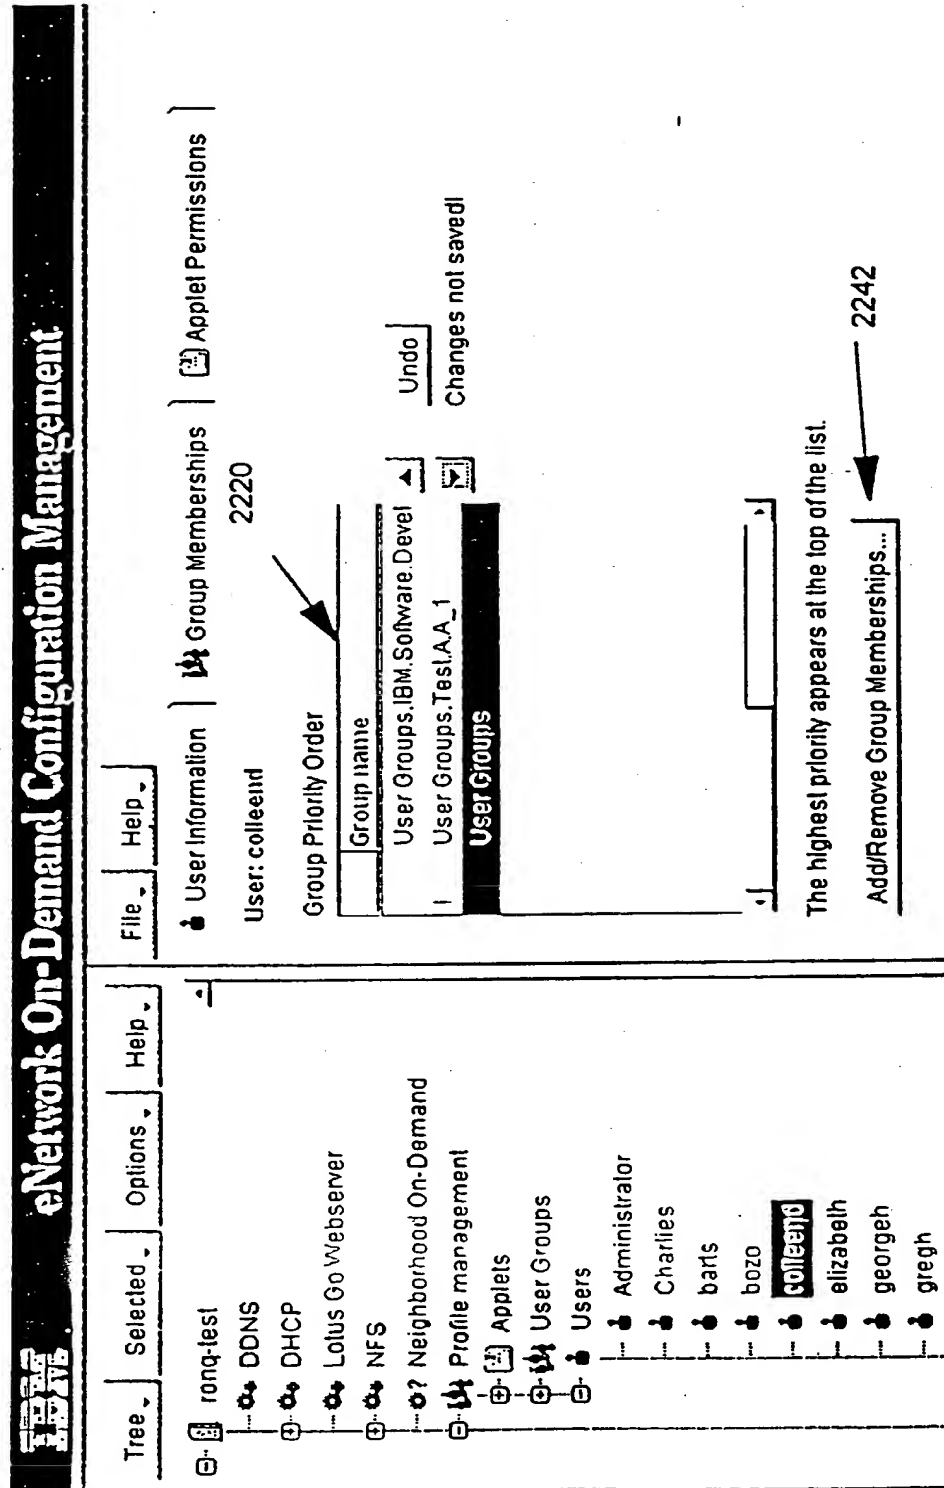 IBM
eNetwork On-Demand Configuration Management
Tree Selected Options Help
ronq-test
DDNS
DHCP
Lotus Go Webserver
NFS
? Neighborhood On-Demand
Profile management
Applets
User Groups
Users
Administrator
Charlies
barts
bozo
colleend
elizabeth
georgeh
gregh
File Help
User Information
Group Memberships
Applet Permissions
User: colleend
2220
Group Priority Order
Group name
User Groups.IBM.Software.Devel
User Groups.Test.A.A_1
User Groups
Undo
Changes not saved!
The highest priority appears at the top of the list.
Add/Remove Group Memberships...
2242